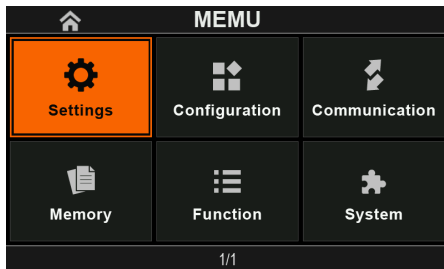 MEMU
Settings
Configuration
Communication
Memory
Function
System
1/1